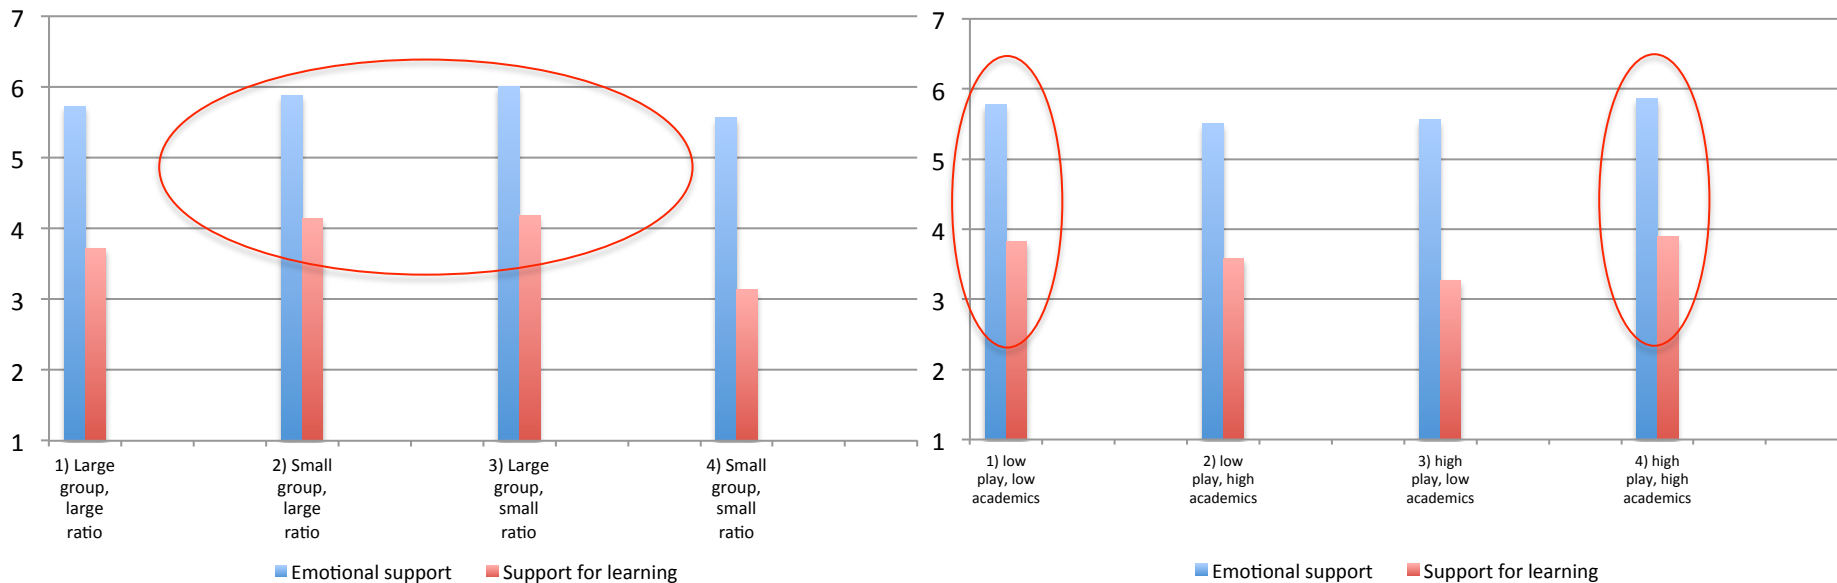 7
6
5
4
3
2
1
1) Large
group,
large
ratio
2) Small
group,
large
ratio
3) Large
group,
small
ratio
4) Small
group,
small
ratio
Emotional support
Support for learning
7
6
5
4
3
2
1
1) low
play, low
academics
2) low
play, high
academics
3) high
play, low
academics
4) high
play, high
academics
Emotional support
Support for learning